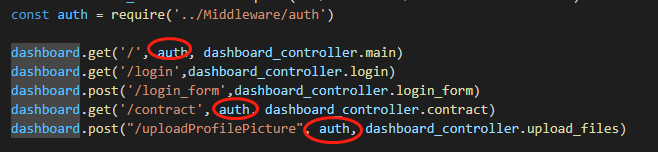 const auth = require('../Middleware/auth')
dashboard.get('/', auth, dashboard_controller.main)
dashboard.get('/login',dashboard_controller.login)
dashboard.post('/login_form',dashboard_controller.login_form)
dashboard.get('/contract', auth, dashboard_controller.contract)
dashboard.post("/uploadProfilePicture", auth, dashboard_controller.upload_files)